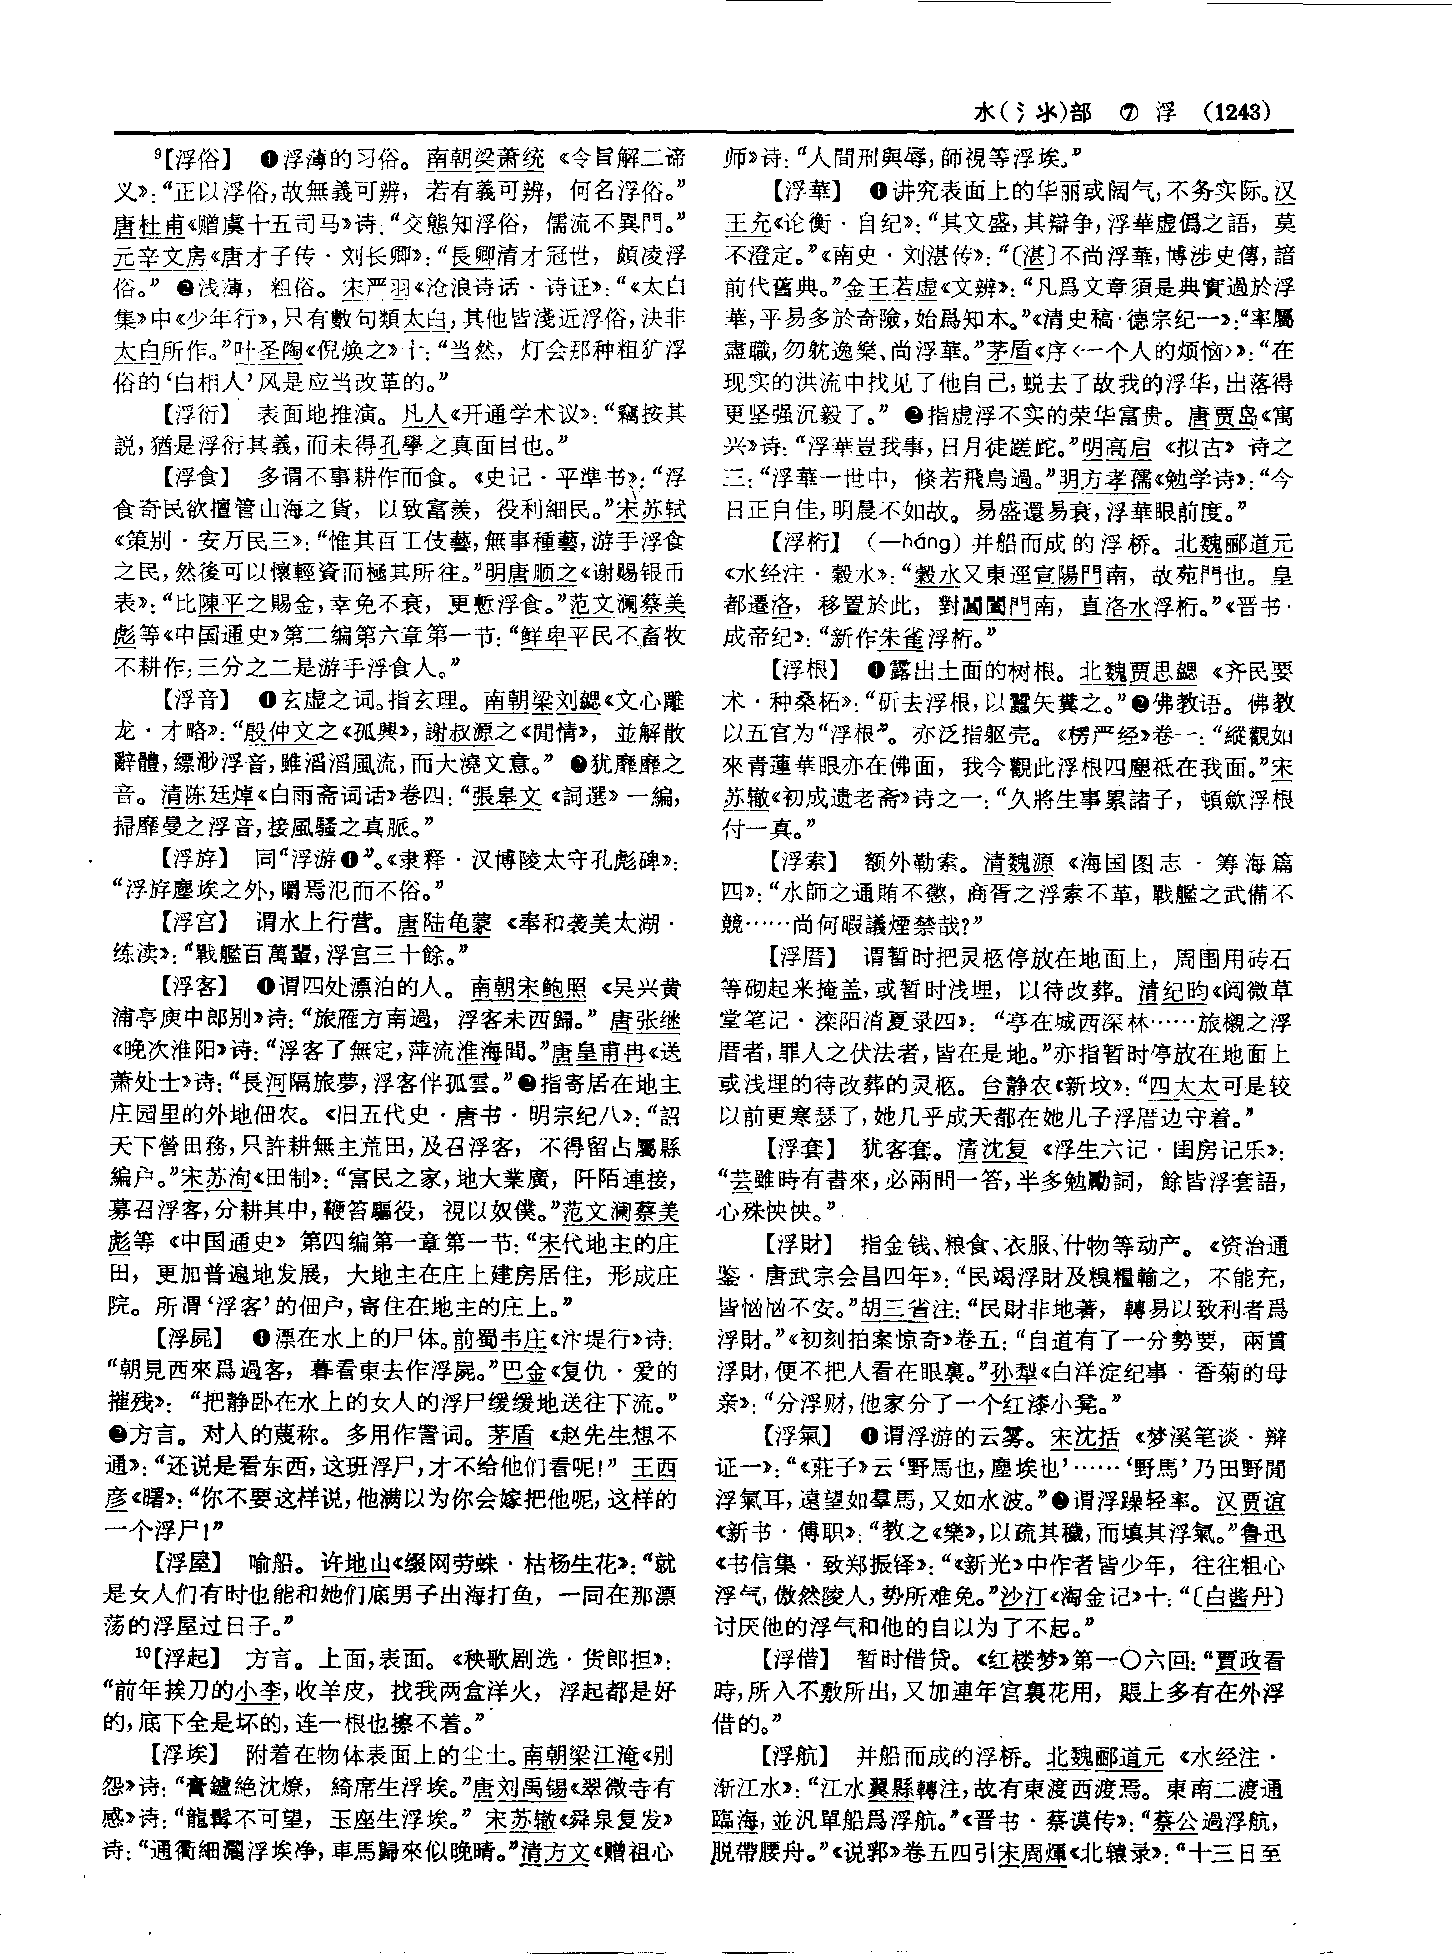 水(氵氺)部　⑦　浮　(1243)
⁹【浮俗】　❶浮薄的习俗。南朝梁萧统《令旨解二谛
义》：“正以浮俗，故無義可辨，若有義可辨，何名浮俗。”
唐杜甫《赠虞十五司马》诗：“交態知浮俗，儒流不異門。”
元辛文房《唐才子传·刘长卿》：“長卿清才冠世，頗凌浮
俗。”　❷浅薄，粗俗。宋严羽《沧浪诗话·诗证》：“《太白
集》中《少年行》，只有數句類太白，其他皆淺近浮俗，決非
太白所作。”叶圣陶《倪焕之》十：“当然，灯会那种粗犷浮
俗的‘白相人’风是应当改革的。”
【浮衍】　表面地推演。凡人《开通学术议》：“竊按其
説，猶是浮衍其義，而未得孔學之真面目也。”
【浮食】　多谓不事耕作而食。《史记·平準书》：“浮
食奇民欲擅管山海之貨，以致富羨，役利細民。”宋苏轼
《策别·安万民三》：“惟其百工伎藝，無事種藝，游手浮食
之民，然後可以懷輕資而極其所往。”明唐顺之《谢赐银币
表》：“比陳平之賜金，幸免不衰，更慙浮食。”范文澜蔡美
彪等《中国通史》第二编第六章第一节：“鲜卑平民不畜牧
不耕作；三分之二是游手浮食人。”
【浮音】　❶玄虚之词。指玄理。南朝梁刘勰《文心雕
龙·才略》：“殷仲文之《孤興》，謝叔源之《閒情》，並解散
辭體，縹渺浮音，雖滔滔風流，而大澆文意。”　❷犹靡靡之
音。清陈廷焯《白雨斋词话》卷四：“張臯文《詞選》一編，
掃靡曼之浮音，接風騷之真脈。”
【浮斿】　同“浮游❶”。《隶释·汉博陵太守孔彪碑》：
“浮斿塵埃之外，皭焉氾而不俗。”
【浮宫】　谓水上行营。唐陆龟蒙《奉和袭美太湖·
练渎》：“戰艦百萬輩，浮宫三十餘。”
【浮客】　❶谓四处漂泊的人。南朝宋鲍照《吴兴黄
浦亭庾中郎别》诗：“旅雁方南過，浮客未西歸。”唐张继
《晚次淮阳》诗：“浮客了無定，萍流淮海間。”唐皇甫冉《送
萧处士》诗：“長河隔旅夢，浮客伴孤雲。”❷指寄居在地主
庄园里的外地佃农。《旧五代史·唐书·明宗纪八》：“詔
天下營田務，只許耕無主荒田，及召浮客，不得留占屬縣
編户。”宋苏洵《田制》：“富民之家，地大業廣，阡陌連接，
募召浮客，分耕其中，鞭笞驅役，視以奴僕。”范文澜蔡美
彪等《中国通史》第四编第一章第一节：“宋代地主的庄
田，更加普遍地发展，大地主在庄上建房居住，形成庄
院。所谓‘浮客’的佃户，寄住在地主的庄上。”
【浮屍】　❶漂在水上的尸体。前蜀韦庄《汴堤行》诗：
“朝見西來爲過客，暮看東去作浮屍。”巴金《复仇·爱的
摧残》：“把静卧在水上的女人的浮尸缓缓地送往下流。”
❷方言。对人的蔑称。多用作詈词。茅盾《赵先生想不
通》：“还说是看东西，这班浮尸，才不给他们看呢！”王西
彦《曙》：“你不要这样说，他满以为你会嫁把他呢，这样的
一个浮尸！”
【浮屋】　喻船。许地山《缀网劳蛛·枯杨生花》：“就
是女人们有时也能和她们底男子出海打鱼，一同在那漂
荡的浮屋过日子。”
¹⁰【浮起】　方言。上面，表面。《秧歌剧选·货郎担》：
“前年挨刀的小李，收羊皮，找我两盒洋火，浮起都是好
的，底下全是坏的，连一根也擦不着。”
【浮埃】　附着在物体表面上的尘土。南朝梁江淹《别
怨》诗：“膏鑪絶沈燎，綺席生浮埃。”唐刘禹锡《翠微寺有
感》诗：“龍髯不可望，玉座生浮埃。”宋苏辙《舜泉复发》
诗：“通衢細灑浮埃净，車馬歸來似晚晴。”清方文《赠祖心
师》诗：“人間刑與辱，師視等浮埃。”
【浮華】　❶讲究表面上的华丽或阔气，不务实际。汉
王充《论衡·自纪》：“其文盛，其辯争，浮華虚僞之語，莫
不澄定。”《南史·刘湛传》：“〔湛〕不尚浮華，博涉史傳，諳
前代舊典。”金王若虚《文辨》：“凡爲文章須是典實過於浮
華，平易多於奇險，始爲知本。”《清史稿·德宗纪一》：“率屬
盡職，勿躭逸樂、尚浮華。”茅盾《序〈一个人的烦恼〉》：“在
现实的洪流中找见了他自己，蜕去了故我的浮华，出落得
更坚强沉毅了。”　❷指虚浮不实的荣华富贵。唐贾岛《寓
兴》诗：“浮華豈我事，日月徒蹉跎。”明高启《拟古》诗之
三：“浮華一世中，倏若飛鳥過。”明方孝孺《勉学诗》：“今
日正自佳，明晨不如故。易盛還易衰，浮華眼前度。”
【浮桁】　（—háng）并船而成的浮桥。北魏郦道元
《水经注·穀水》：“穀水又東逕宣陽門南，故苑門也。皇
都遷洛，移置於此，對閶闔門南，直洛水浮桁。”《晋书·
成帝纪》：“新作朱雀浮桁。”
【浮根】　❶露出土面的树根。北魏贾思勰《齐民要
术·种桑柘》：“斫去浮根，以蠶矢糞之。”❷佛教语。佛教
以五官为“浮根”。亦泛指躯壳。《楞严经》卷一：“縱觀如
來青蓮華眼亦在佛面，我今觀此浮根四塵祇在我面。”宋
苏辙《初成遗老斋》诗之一：“久將生事累諸子，頓歛浮根
付一真。”
【浮索】　额外勒索。清魏源《海国图志·筹海篇
四》：“水師之通賄不懲，商胥之浮索不革，戰艦之武備不
競……尚何暇議煙禁哉？”
【浮厝】　谓暂时把灵柩停放在地面上，周围用砖石
等砌起来掩盖，或暂时浅埋，以待改葬。清纪昀《阅微草
堂笔记·滦阳消夏录四》：“亭在城西深林……旅櫬之浮
厝者，罪人之伏法者，皆在是地。”亦指暂时停放在地面上
或浅埋的待改葬的灵柩。台静农《新坟》：“四太太可是较
以前更寒瑟了，她几乎成天都在她儿子浮厝边守着。”
【浮套】　犹客套。清沈复《浮生六记·闺房记乐》：
“芸雖時有書來，必兩問一答，半多勉勵詞，餘皆浮套語，
心殊怏怏。”
【浮財】　指金钱、粮食、衣服、什物等动产。《资治通
鉴·唐武宗会昌四年》：“民竭浮財及糗糧輸之，不能充，
皆恟恟不安。”胡三省注：“民財非地著，轉易以致利者爲
浮財。”《初刻拍案惊奇》卷五：“自道有了一分勢要，兩貫
浮財，便不把人看在眼裏。”孙犁《白洋淀纪事·香菊的母
亲》：“分浮财，他家分了一个红漆小凳。”
【浮氣】　❶谓浮游的云雾。宋沈括《梦溪笔谈·辩
证一》：“《莊子》云‘野馬也，塵埃也’……‘野馬’乃田野閒
浮氣耳，遠望如羣馬，又如水波。”❷谓浮躁轻率。汉贾谊
《新书·傅职》：“教之《樂》，以疏其穢，而填其浮氣。”鲁迅
《书信集·致郑振铎》：“《新光》中作者皆少年，往往粗心
浮气，傲然陵人，势所难免。”沙汀《淘金记》十：“〔白酱丹〕
讨厌他的浮气和他的自以为了不起。”
【浮借】　暂时借贷。《红楼梦》第一〇六回：“賈政看
時，所入不敷所出，又加連年宫裏花用，賬上多有在外浮
借的。”
【浮航】　并船而成的浮桥。北魏郦道元《水经注·
渐江水》：“江水翼縣轉注，故有東渡西渡焉。東南二渡通
臨海，並汎單船爲浮航。”《晋书·蔡谟传》：“蔡公過浮航，
脱帶腰舟。”《说郛》卷五四引宋周煇《北辕录》：“十三日至